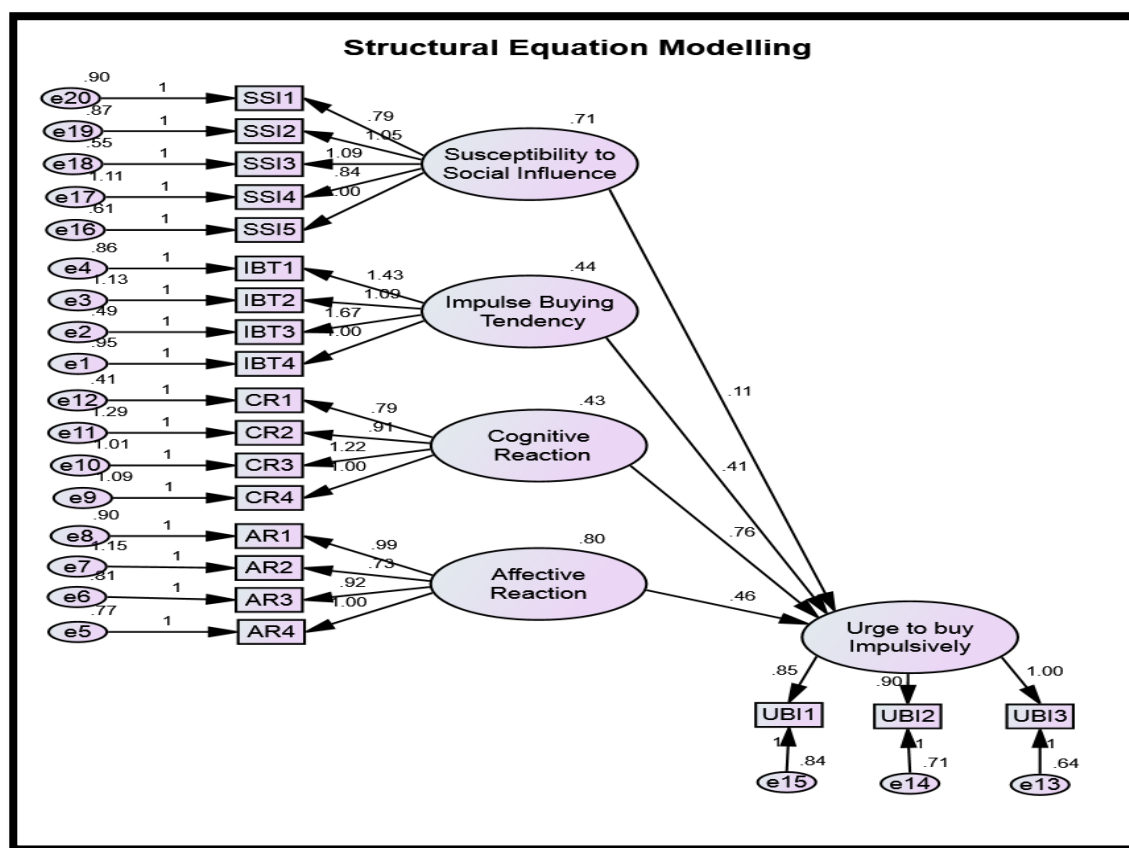 Structural Equation Modelling
.90
e20 1 SSI1 .79 .71
.87
e19 1 SSI2 1.05
.55
e18 1 SSI3 1.09
1.11
e17 1 SSI4 .84
.61
e16 1 SSI5 1.00
Susceptibility to
Social Influence
.86
e4 1 IBT1 1.43 .44
1.13
e3 1 IBT2 1.09
.49
e2 1 IBT3 1.67
.95
e1 1 IBT4 1.00
Impulse Buying
Tendency
.41
e12 1 CR1 .79 .43
1.29
e11 1 CR2 .91
1.01
e10 1 CR3 1.22
1.09
e9 1 CR4 1.00
Cognitive
Reaction
.90
e8 1 AR1 .99 .80
1.15
e7 1 AR2 .73
.81
e6 1 AR3 .92
.77
e5 1 AR4 1.00
Affective
Reaction
.11
.41
.76
.46
Urge to buy
Impulsively
.85 .90 1.00
UBI1 UBI2 UBI3
1 1 1
.84 .71 .64
e15 e14 e13